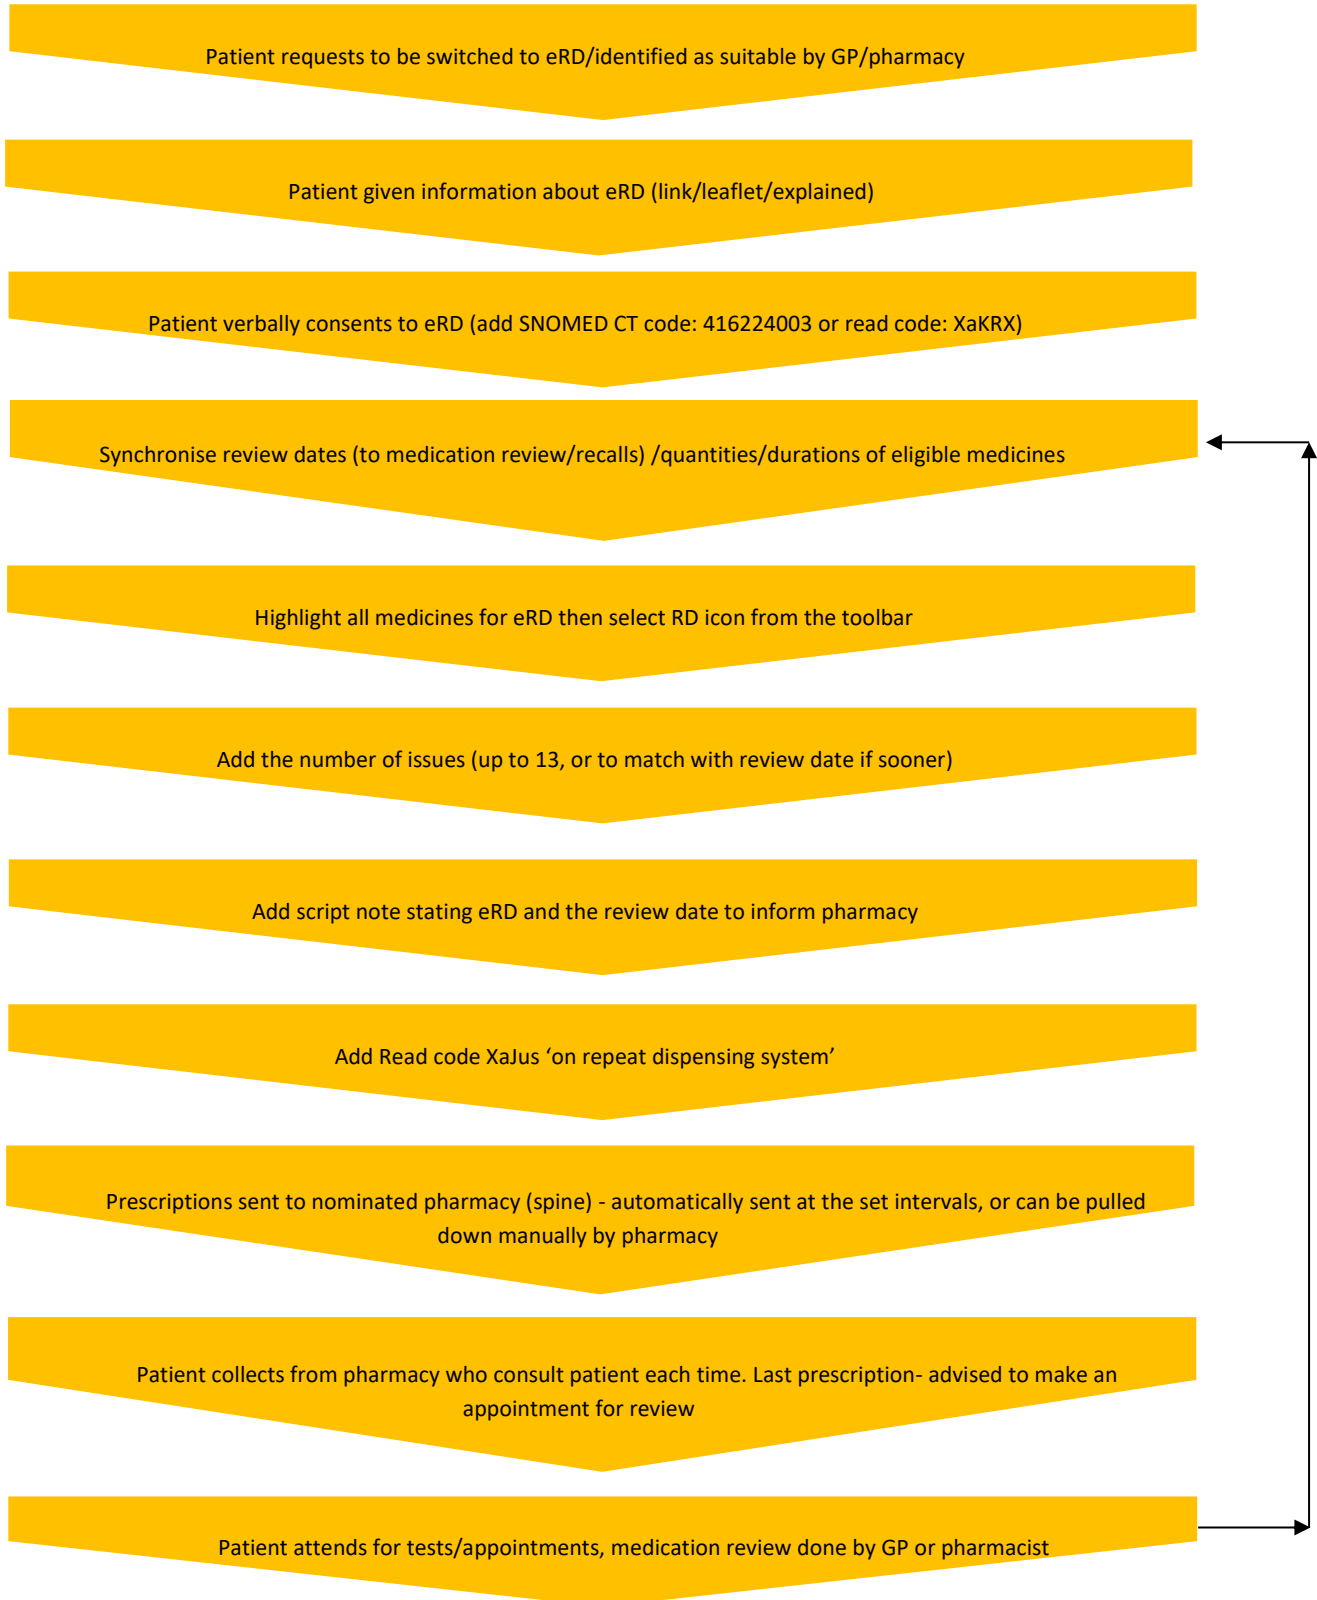 Patient requests to be switched to eRD/identified as suitable by GP/pharmacy
Patient given information about eRD (link/leaflet/explained)
Patient verbally consents to eRD (add SNOMED CT code: 416224003 or read code: XaKRX)
Synchronise review dates (to medication review/recalls) /quantities/durations of eligible medicines
Highlight all medicines for eRD then select RD icon from the toolbar
Add the number of issues (up to 13, or to match with review date if sooner)
Add script note stating eRD and the review date to inform pharmacy
Add Read code XaJus ‘on repeat dispensing system’
Prescriptions sent to nominated pharmacy (spine) - automatically sent at the set intervals, or can be pulled
down manually by pharmacy
Patient collects from pharmacy who consult patient each time. Last prescription- advised to make an
appointment for review
Patient attends for tests/appointments, medication review done by GP or pharmacist